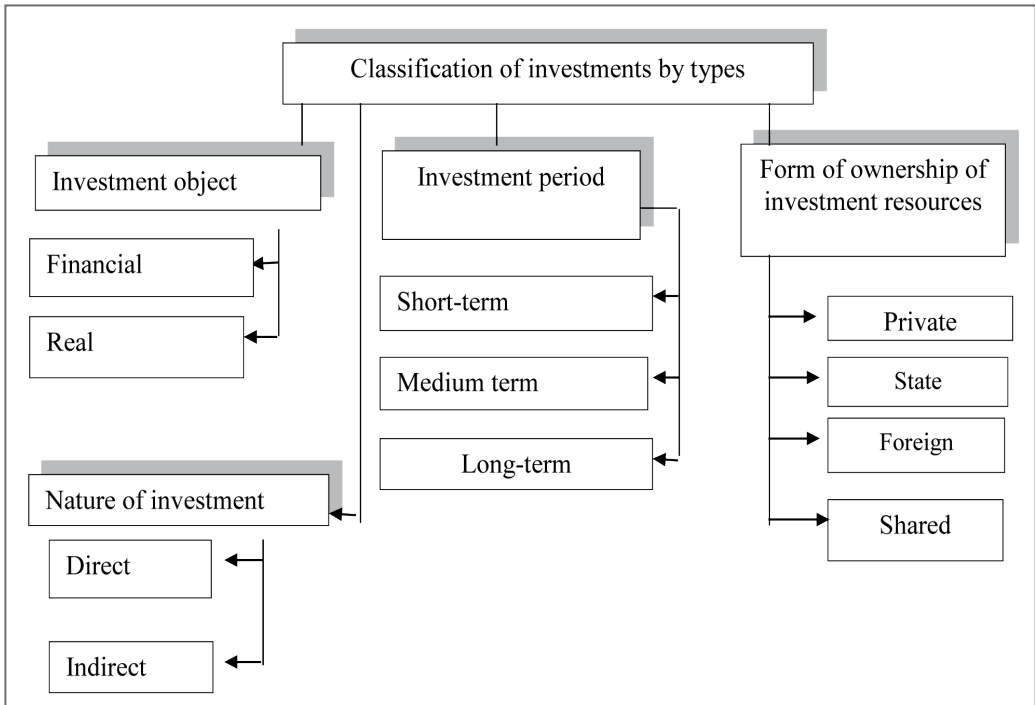 Classification of investments by types
Investment object
Financial
Real
Nature of investment
Direct
Indirect
Investment period
Short-term
Medium term
Long-term
Form of ownership of
investment resources
Private
State
Foreign
Shared